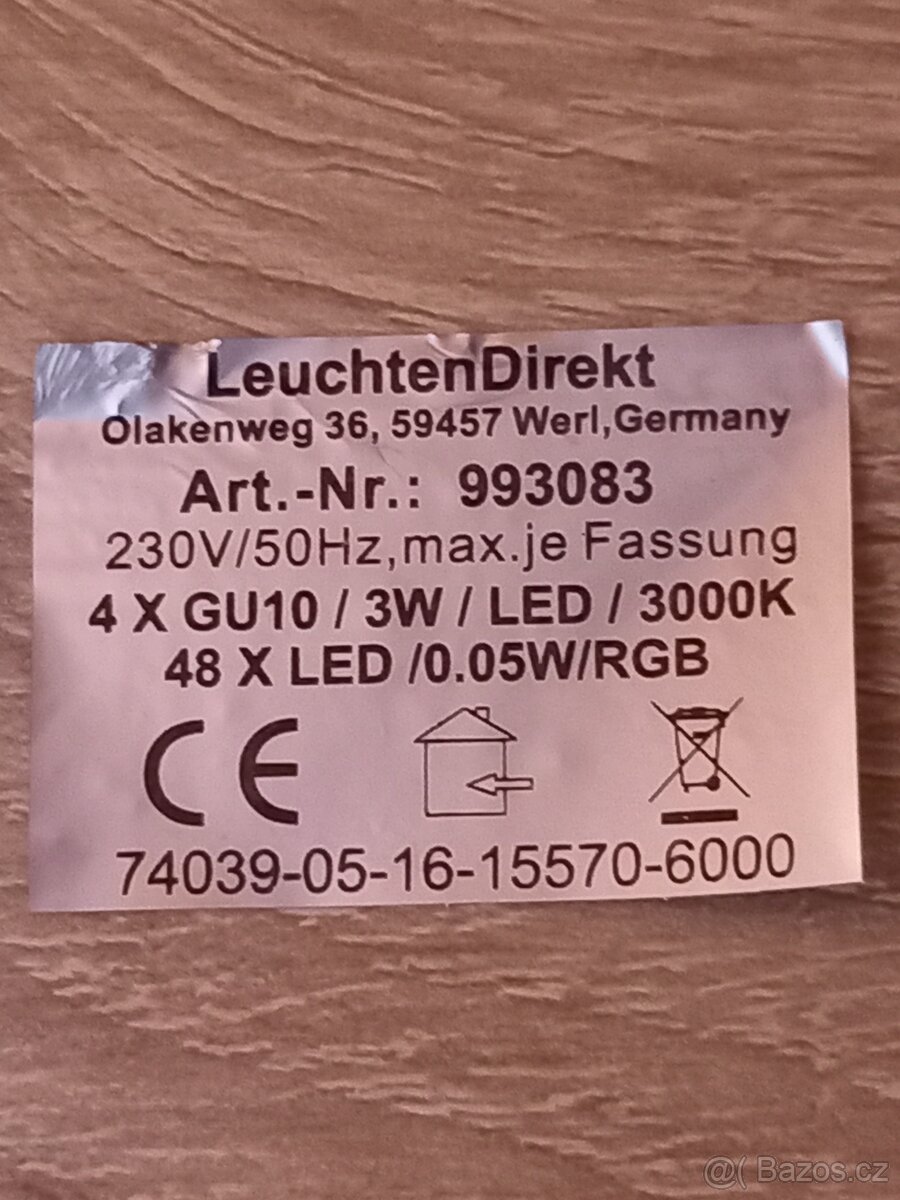 LeuchtenDirekt
Olakenweg 36, 59457 Werl,Germany
Art.-Nr.: 993083
230V/50Hz,max.je Fassung
4 X GU10 / 3W / LED / 3000K
48 X LED /0.05W/RGB
CE
74039-05-16-15570-6000
@( Bazos.cz